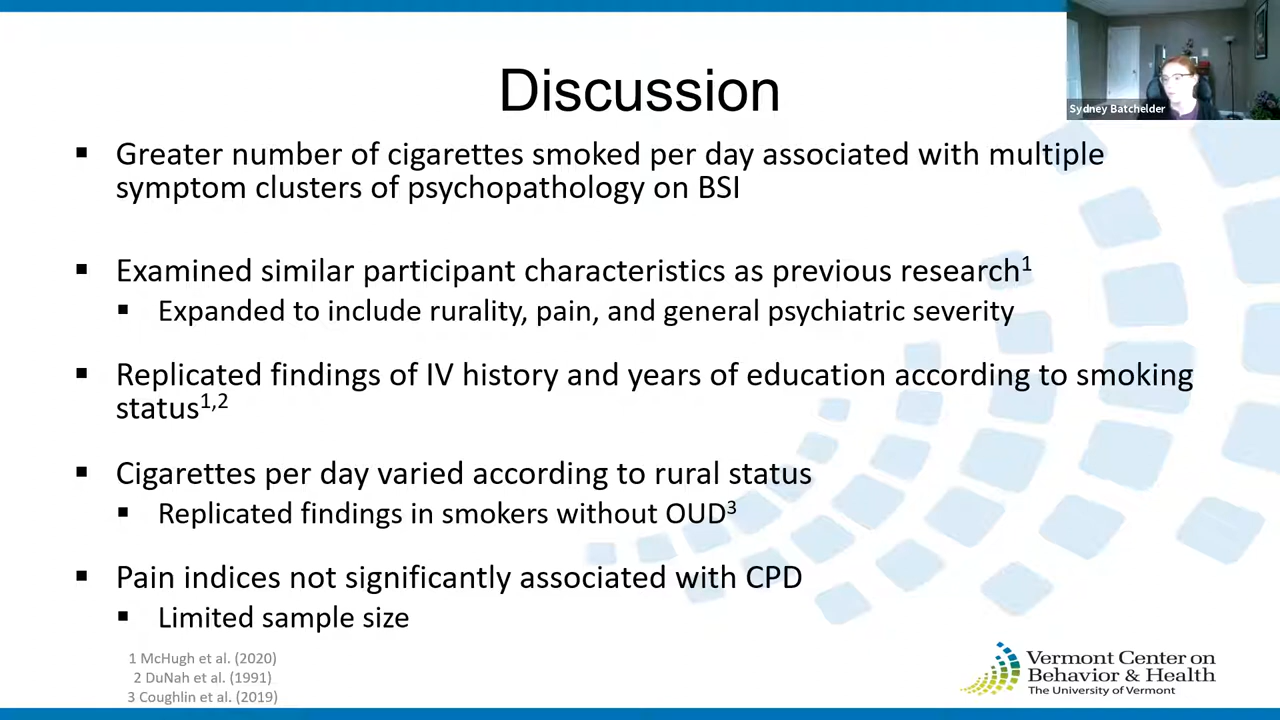 Discussion
Sydney Batchelder
▪ Greater number of cigarettes smoked per day associated with multiple
symptom clusters of psychopathology on BSI
▪ Examined similar participant characteristics as previous research1
▪ Expanded to include rurality, pain, and general psychiatric severity
▪ Replicated findings of IV history and years of education according to smoking
status1,2
▪ Cigarettes per day varied according to rural status
▪ Replicated findings in smokers without OUD3
▪ Pain indices not significantly associated with CPD
▪ Limited sample size
1 McHugh et al. (2020)
2 DuNah et al. (1991)
3 Coughlin et al. (2019)
Vermont Center on
Behavior & Health
The University of Vermont